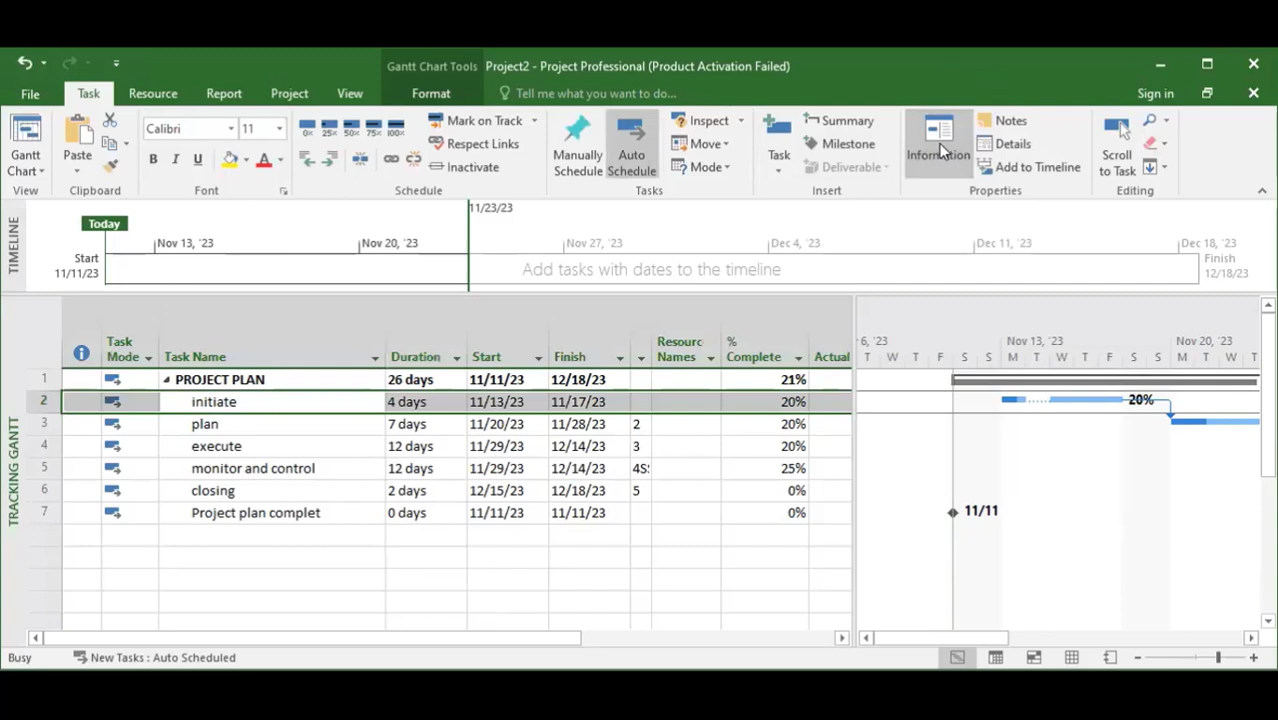 Gantt Chart Tools Project2 - Project Professional (Product Activation Failed)
File Task Resource Report Project View Format Tell me what you want to do... Sign in
Gantt Chart
View
Paste
Clipboard
Calibri 11
B I U A
Font
0% 25% 50% 75% 100%
Mark on Track
Respect Links
Inactivate
Schedule
Manually Schedule
Auto Schedule
Inspect
Move
Mode
Tasks
Task
Summary
Milestone
Deliverable
Insert
Information
Notes
Details
Add to Timeline
Properties
Scroll to Task
Editing
TIMELINE
11/23/23
Today
Nov 13, '23 Nov 20, '23 Nov 27, '23 Dec 4, '23 Dec 11, '23 Dec 18, '23
Start
11/11/23
Add tasks with dates to the timeline
Finish
12/18/23
TRACKING GANTT
Task Mode Task Name Duration Start Finish Resourc Names % Complete Actual
1 PROJECT PLAN 26 days 11/11/23 12/18/23 21%
2 initiate 4 days 11/13/23 11/17/23 20%
3 plan 7 days 11/20/23 11/28/23 2 20%
4 execute 12 days 11/29/23 12/14/23 3 20%
5 monitor and control 12 days 11/29/23 12/14/23 4S 25%
6 closing 2 days 12/15/23 12/18/23 5 0%
7 Project plan complet 0 days 11/11/23 11/11/23 0%
6, '23 Nov 13, '23 Nov 20, '23
T W T F S S M T W T F S S M T W T
20%
11/11
Busy New Tasks : Auto Scheduled